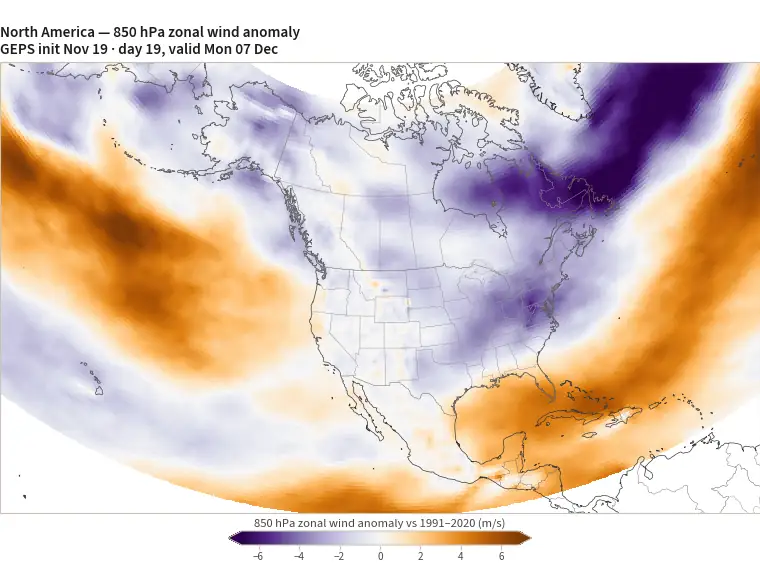 North America — 850 hPa zonal wind anomaly
GEPS init Nov 19 · day 19, valid Mon 07 Dec
850 hPa zonal wind anomaly vs 1991–2020 (m/s)
−6 −4 −2 0 2 4 6